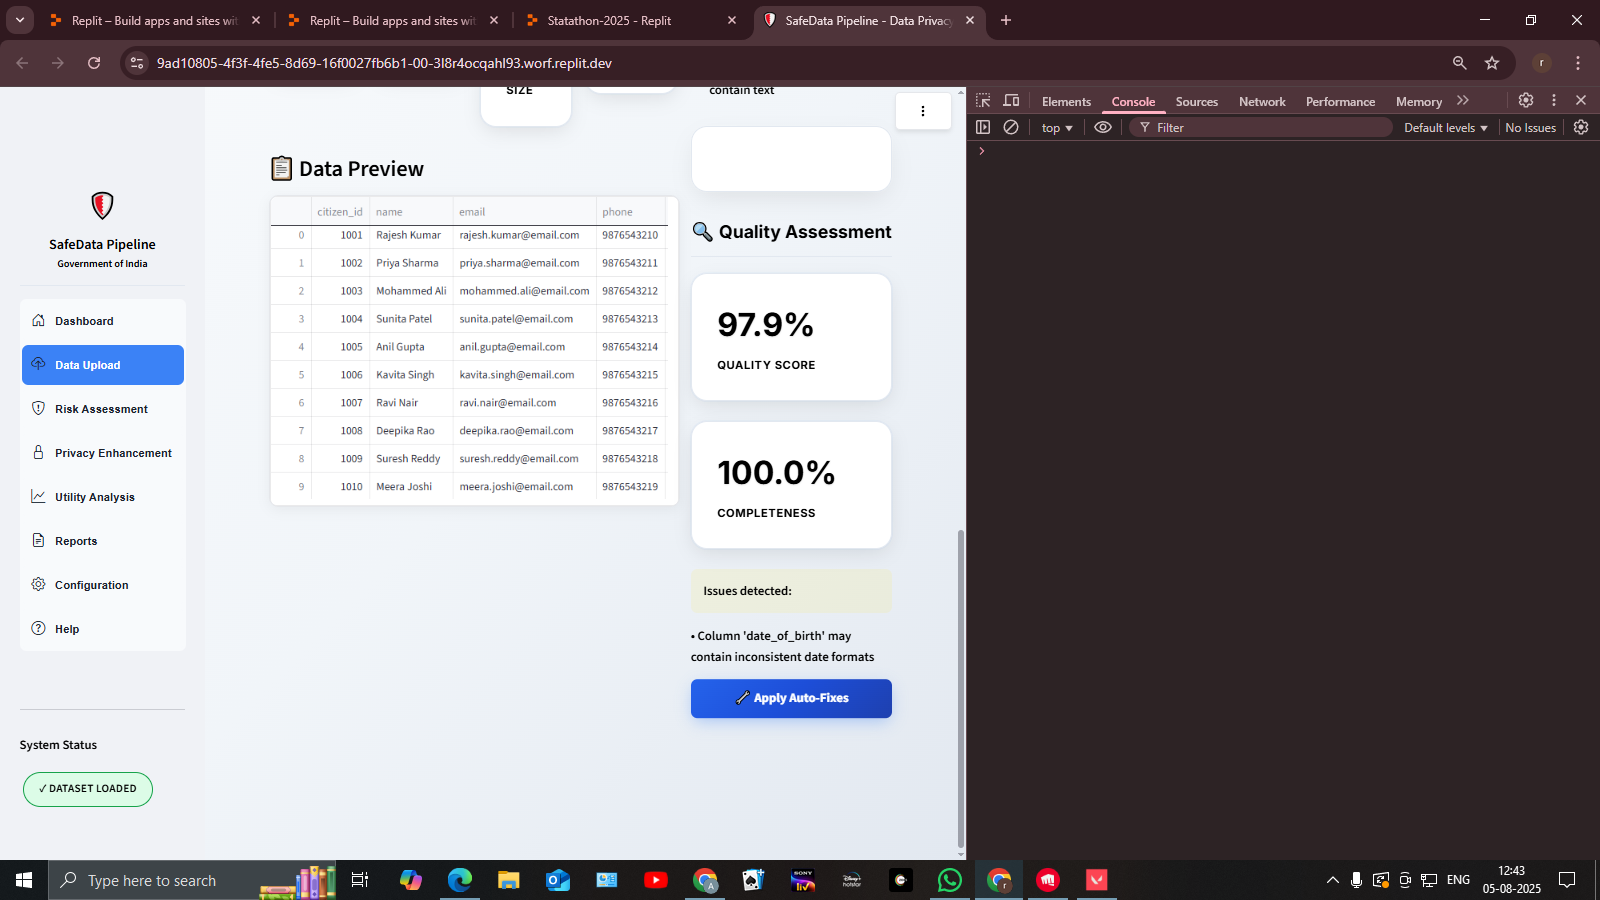 Replit – Build apps and sites wit
Replit – Build apps and sites wit
Statathon-2025 - Replit
SafeData Pipeline - Data Privac
9ad10805-4f3f-4fe5-8d69-16f0027fb6b1-00-3l8r4ocqahl93.worf.replit.dev
r
Elements
Console
Sources
Network
Performance
Memory
top
Filter
Default levels
No Issues
SafeData Pipeline
Government of India
Dashboard
Data Upload
Risk Assessment
Privacy Enhancement
Utility Analysis
Reports
Configuration
Help
System Status
✓ DATASET LOADED
SIZE
contain text
Data Preview
citizen_id name email phone
0 1001 Rajesh Kumar rajesh.kumar@email.com 9876543210
1 1002 Priya Sharma priya.sharma@email.com 9876543211
2 1003 Mohammed Ali mohammed.ali@email.com 9876543212
3 1004 Sunita Patel sunita.patel@email.com 9876543213
4 1005 Anil Gupta anil.gupta@email.com 9876543214
5 1006 Kavita Singh kavita.singh@email.com 9876543215
6 1007 Ravi Nair ravi.nair@email.com 9876543216
7 1008 Deepika Rao deepika.rao@email.com 9876543217
8 1009 Suresh Reddy suresh.reddy@email.com 9876543218
9 1010 Meera Joshi meera.joshi@email.com 9876543219
Quality Assessment
97.9%
QUALITY SCORE
100.0%
COMPLETENESS
Issues detected:
• Column 'date_of_birth' may
contain inconsistent date formats
Apply Auto-Fixes
Type here to search
SONY
liv
hotstar
ENG
12:43
05-08-2025